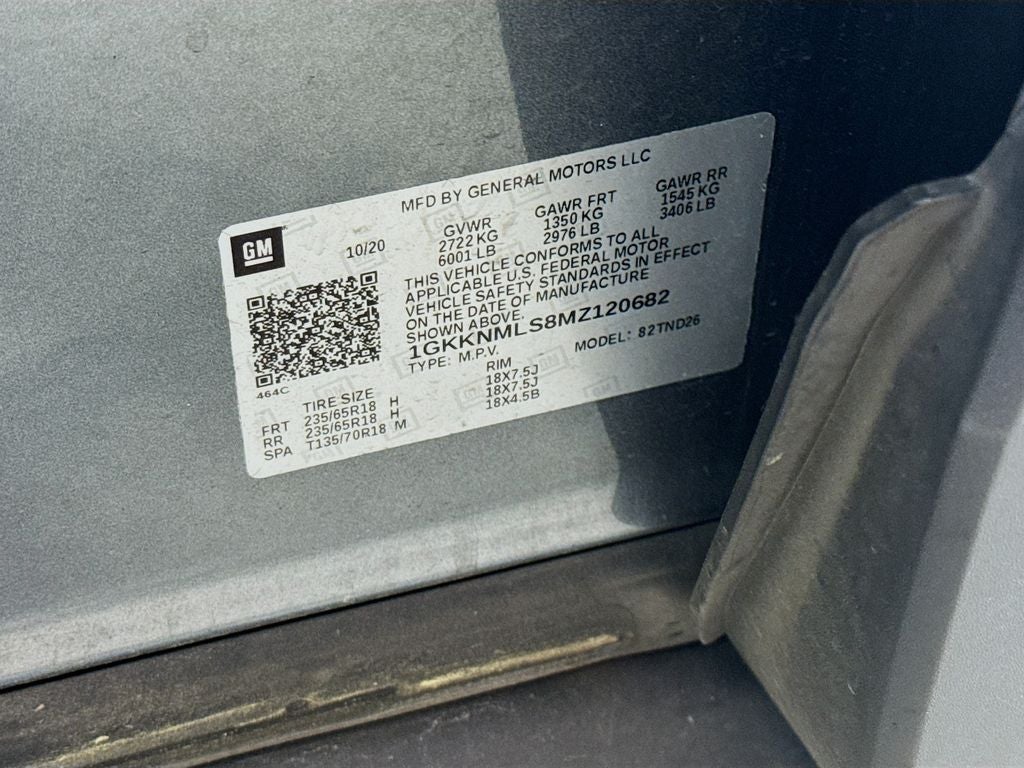 MFD BY GENERAL MOTORS LLC
GM
10/20
GVWR GAWR FRT GAWR RR
2722 KG 1350 KG 1545 KG
6001 LB 2976 LB 3406 LB
THIS VEHICLE CONFORMS TO ALL
APPLICABLE U.S. FEDERAL MOTOR
VEHICLE SAFETY STANDARDS IN EFFECT
ON THE DATE OF MANUFACTURE
SHOWN ABOVE.
1GKKNMLS8MZ120682
TYPE: M.P.V. MODEL: 82TND26
464C
TIRE SIZE RIM
FRT 235/65R18 H 18X7.5J
RR 235/65R18 H 18X7.5J
SPA T135/70R18 M 18X4.5B